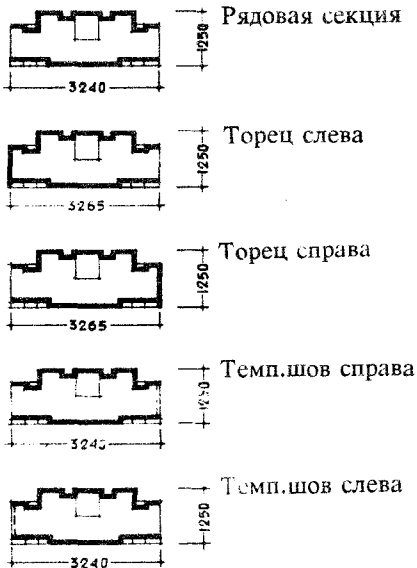 Рядовая секция
1250
3240
Торец слева
1250
3265
Торец справа
1250
3265
Темп.шов справа
3240
Темп.шов слева
1250
3240